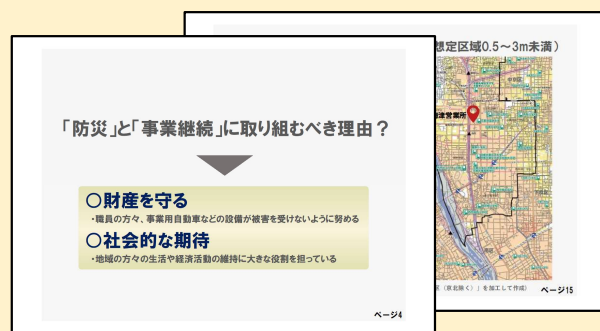 「防災」と「事業継続」に取り組むべき理由？
○財産を守る
・職員の方々、事業用自動車などの設備が被害を受けないように努める
○社会的な期待
・地域の方々の生活や経済活動の維持に大きな役割を担っている
ページ4
想定区域0.5～3m未満）
津営業所
（京北除く）」を加工して作成）
ページ15